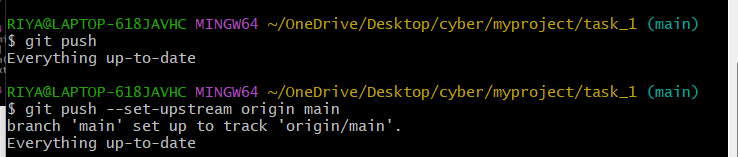 RIYA@LAPTOP-618JAVHC MINGW64 ~/OneDrive/Desktop/cyber/myproject/task_1 (main)
$ git push
Everything up-to-date
RIYA@LAPTOP-618JAVHC MINGW64 ~/OneDrive/Desktop/cyber/myproject/task_1 (main)
$ git push --set-upstream origin main
branch 'main' set up to track 'origin/main'.
Everything up-to-date